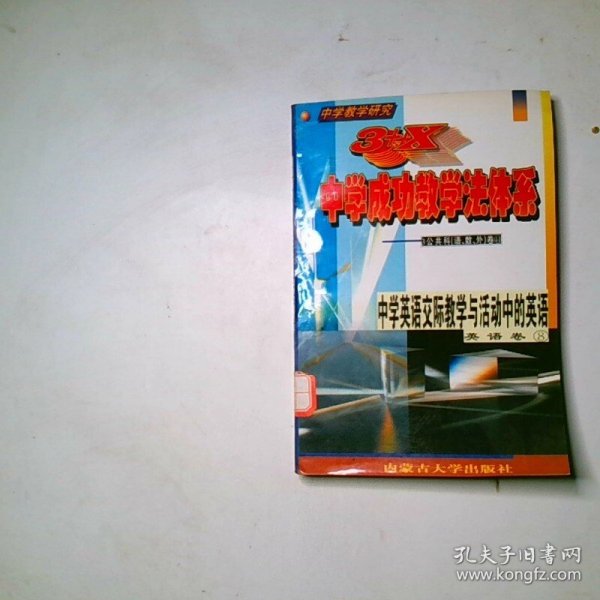 中学教学研究
3+X
中学成功教学法体系
(公共科(语、数、外)卷)
中学英语交际教学与活动中的英语
英语卷⑧
内蒙古大学出版社
孔夫子旧书网
www.kongfz.com